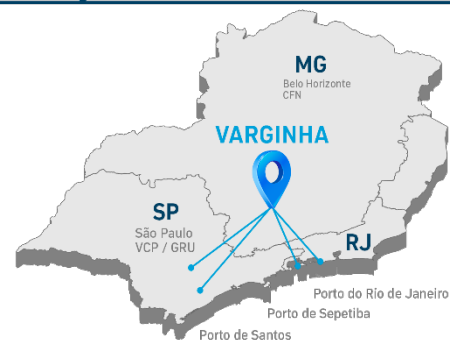 MG
Belo Horizonte
CFN
VARGINHA
SP
São Paulo
VCP / GRU
RJ
Porto do Rio de Janeiro
Porto de Sepetiba
Porto de Santos